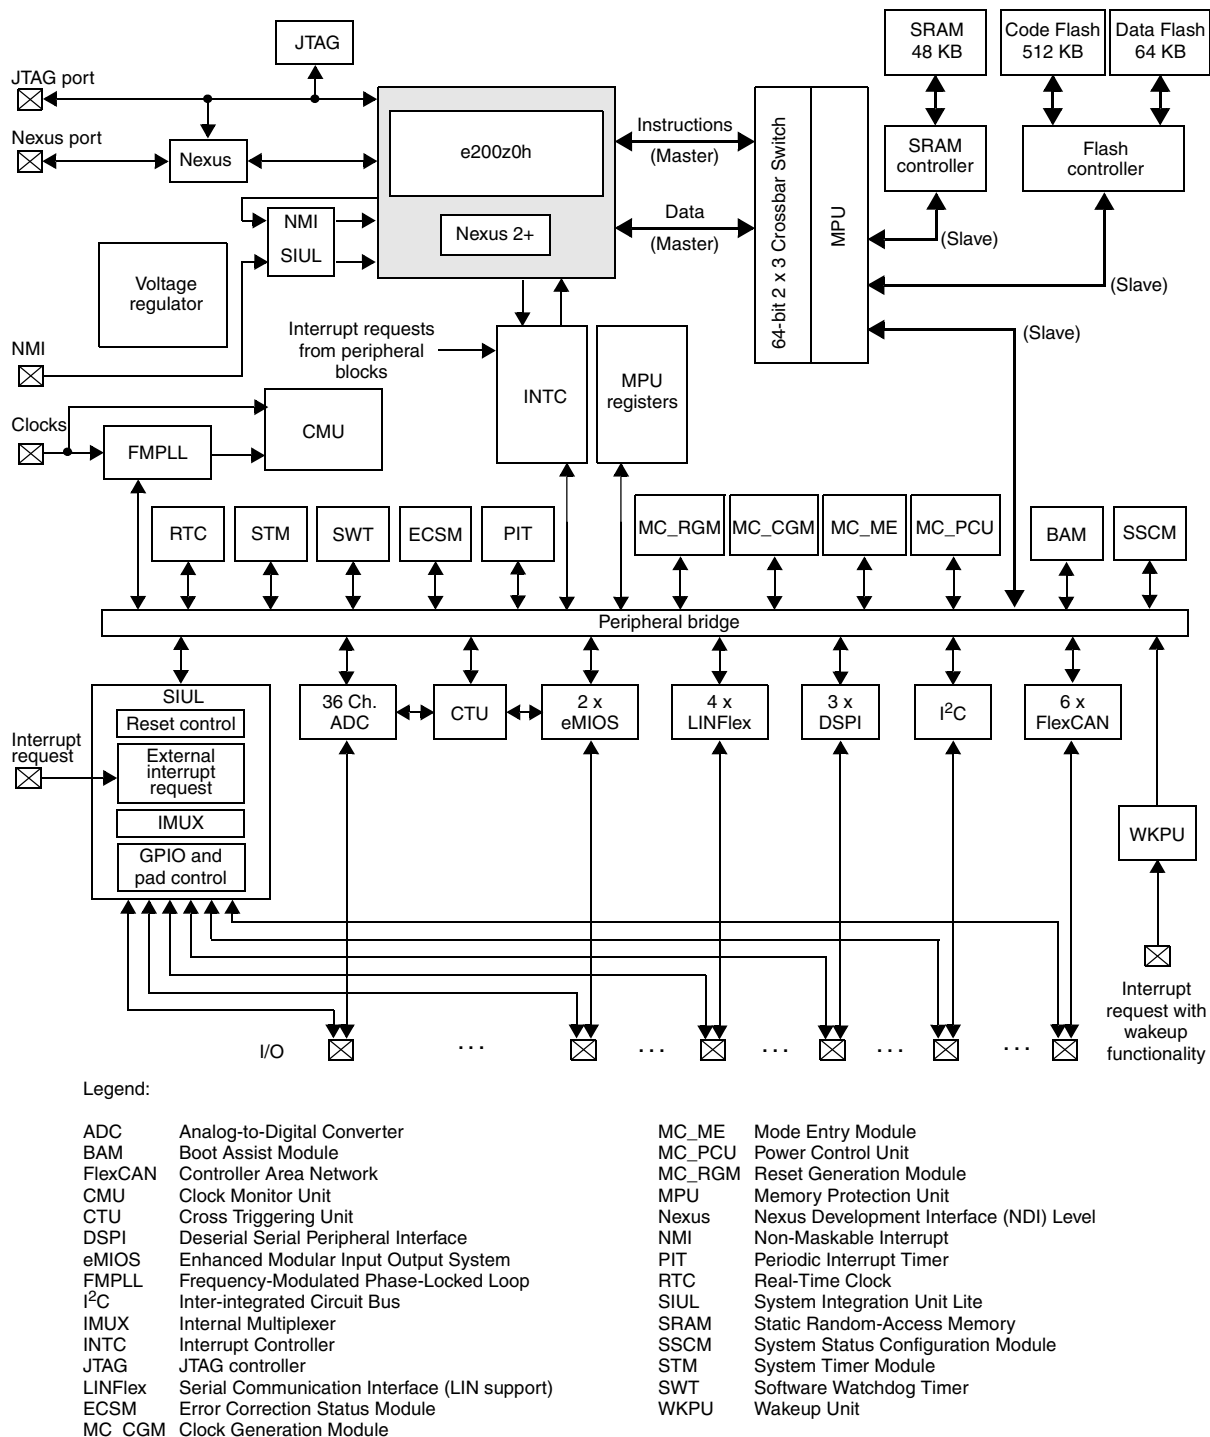 JTAG
JTAG port
Nexus port
Nexus
NMI
SIUL
Voltage
regulator
NMI
Clocks
FMPLL
CMU
e200z0h
Nexus 2+
Instructions
(Master)
Data
(Master)
64-bit 2 x 3 Crossbar Switch
MPU
SRAM
48 KB
Code Flash
512 KB
Data Flash
64 KB
SRAM
controller
Flash
controller
(Slave)
(Slave)
(Slave)
Interrupt requests
from peripheral
blocks
INTC
MPU
registers
RTC
STM
SWT
ECSM
PIT
MC_RGM
MC_CGM
MC_ME
MC_PCU
BAM
SSCM
Peripheral bridge
SIUL
Reset control
External
interrupt
request
IMUX
GPIO and
pad control
Interrupt
request
36 Ch.
ADC
CTU
2 x
eMIOS
4 x
LINFlex
3 x
DSPI
I²C
6 x
FlexCAN
WKPU
I/O
. . .
. . .
. . .
. . .
. . .
Interrupt
request with
wakeup
functionality
Legend:
ADC Analog-to-Digital Converter
BAM Boot Assist Module
FlexCAN Controller Area Network
CMU Clock Monitor Unit
CTU Cross Triggering Unit
DSPI Deserial Serial Peripheral Interface
eMIOS Enhanced Modular Input Output System
FMPLL Frequency-Modulated Phase-Locked Loop
I²C Inter-integrated Circuit Bus
IMUX Internal Multiplexer
INTC Interrupt Controller
JTAG JTAG controller
LINFlex Serial Communication Interface (LIN support)
ECSM Error Correction Status Module
MC_CGM Clock Generation Module
MC_ME Mode Entry Module
MC_PCU Power Control Unit
MC_RGM Reset Generation Module
MPU Memory Protection Unit
Nexus Nexus Development Interface (NDI) Level
NMI Non-Maskable Interrupt
PIT Periodic Interrupt Timer
RTC Real-Time Clock
SIUL System Integration Unit Lite
SRAM Static Random-Access Memory
SSCM System Status Configuration Module
STM System Timer Module
SWT Software Watchdog Timer
WKPU Wakeup Unit